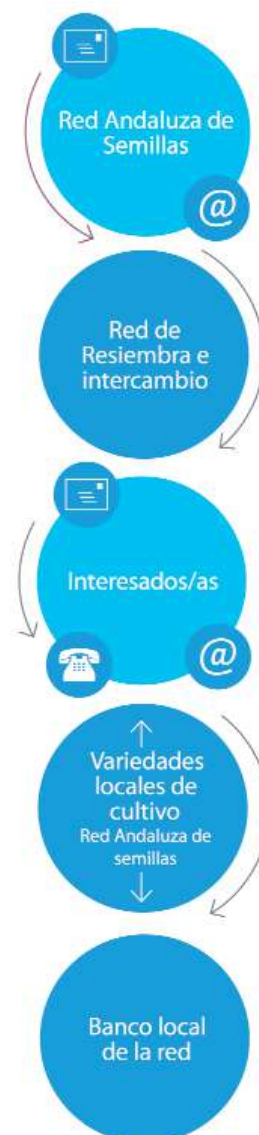 Red Andaluza de
Semillas
@
Red de
Resiembra e
intercambio
Interesados/as
@
Variedades
locales de
cultivo
Red Andaluza de
semillas
Banco local
de la red